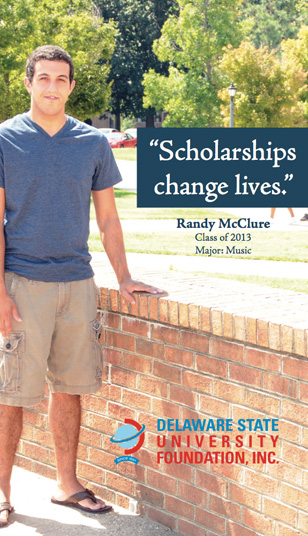 “Scholarships
change lives.”
Randy McClure
Class of 2013
Major: Music
DELAWARE STATE
UNIVERSITY
FOUNDATION, INC.